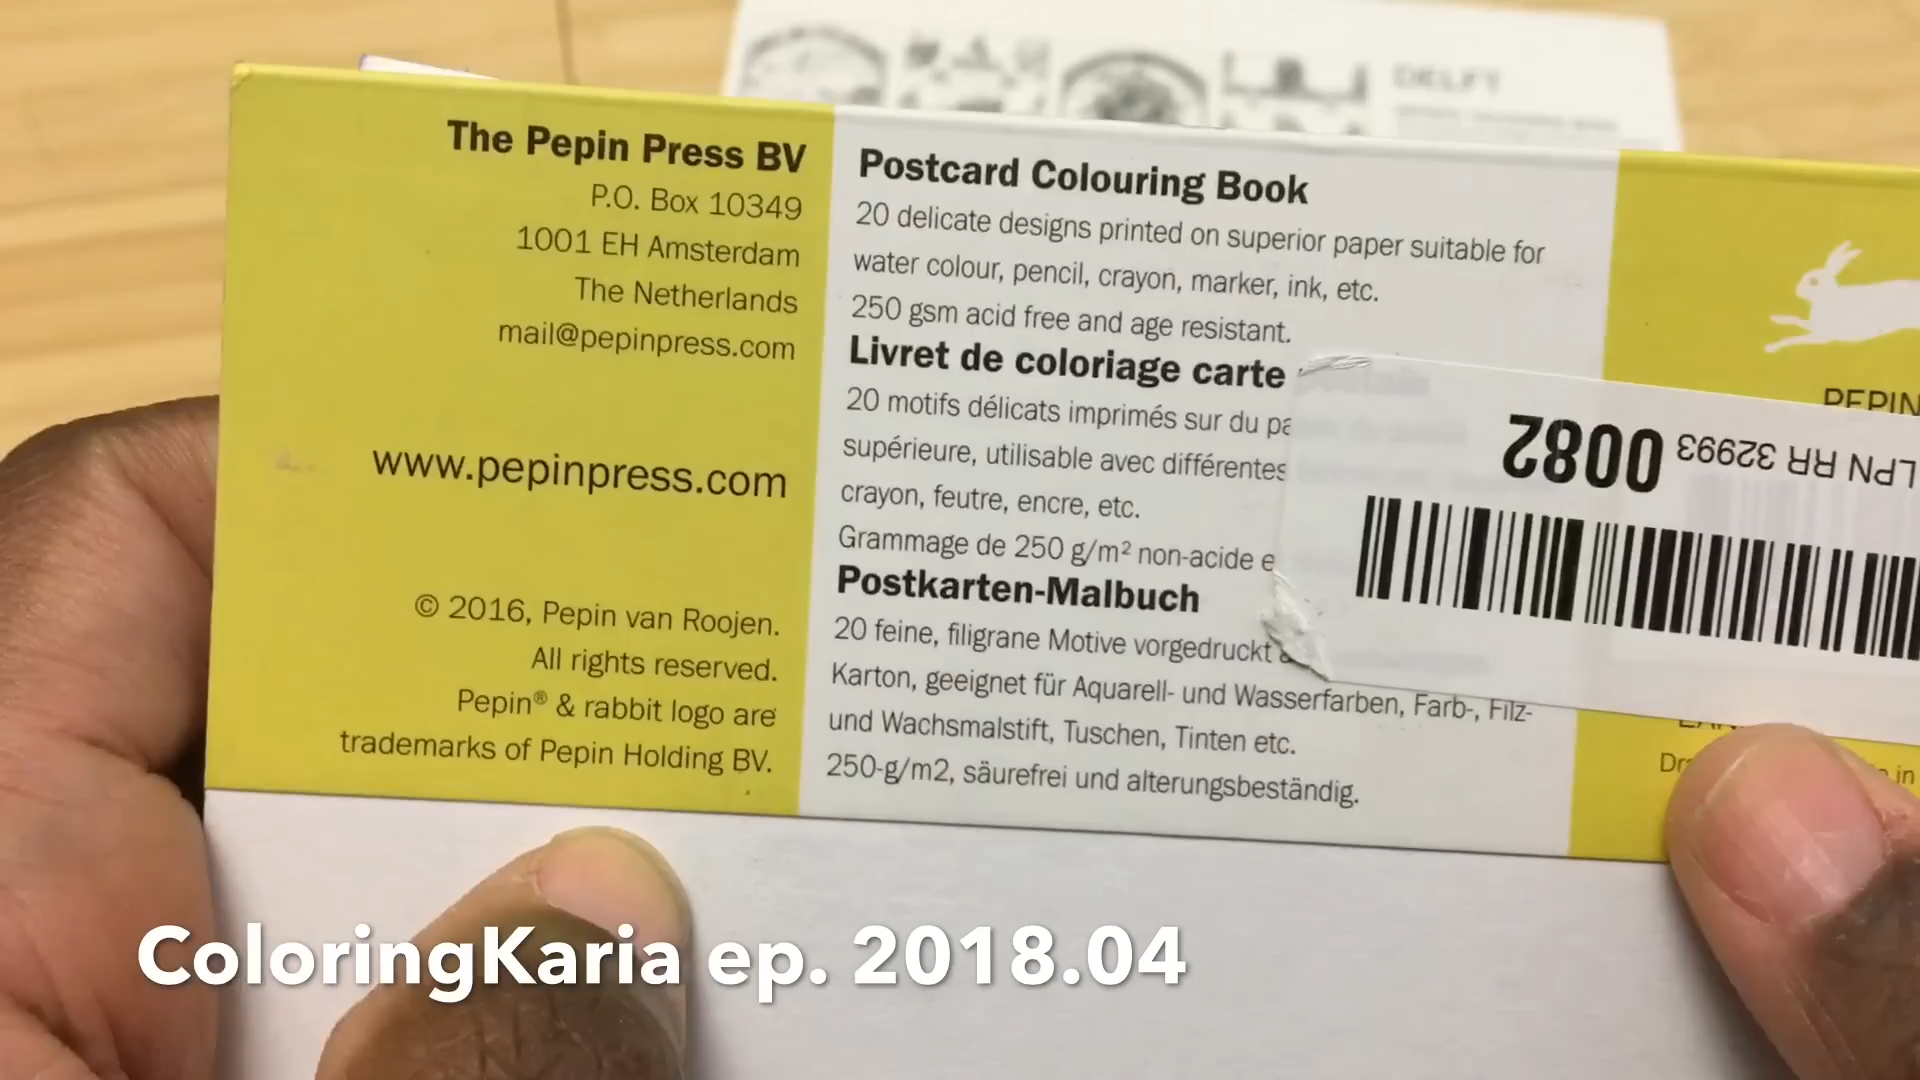 DELFT
The Pepin Press BV
P.O. Box 10349
1001 EH Amsterdam
The Netherlands
mail@pepinpress.com
www.pepinpress.com
© 2016, Pepin van Roojen.
All rights reserved.
Pepin® & rabbit logo are
trademarks of Pepin Holding BV.
Postcard Colouring Book
20 delicate designs printed on superior paper suitable for
water colour, pencil, crayon, marker, ink, etc.
250 gsm acid free and age resistant.
Livret de coloriage carte
20 motifs délicats imprimés sur du
supérieure, utilisable avec différentes
crayon, feutre, encre, etc.
Grammage de 250 g/m² non-acide
Postkarten-Malbuch
20 feine, filigrane Motive vorgedruckt
Karton, geeignet für Aquarell- und Wasserfarben, Farb-, Filz-
und Wachsmalstift, Tuschen, Tinten etc.
250-g/m2, säurefrei und alterungsbeständig.
PEPIN
LPN RR 32993 0082
in
ColoringKaria ep. 2018.04